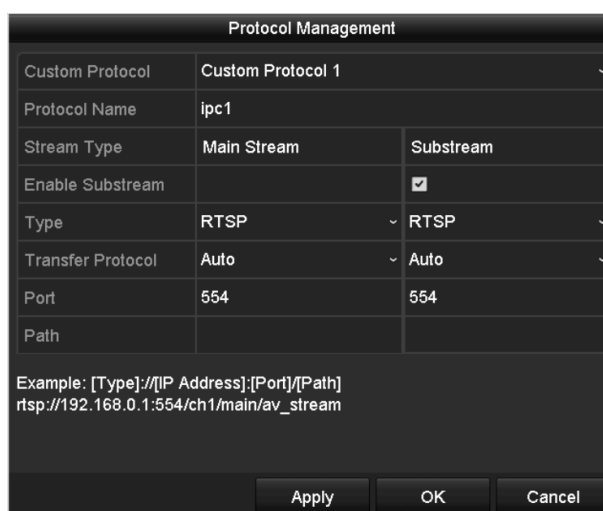 Protocol Management
Custom Protocol Custom Protocol 1
Protocol Name ipc1
Stream Type Main Stream Substream
Enable Substream
Type RTSP RTSP
Transfer Protocol Auto Auto
Port 554 554
Path
Example: [Type]://[IP Address]:[Port]/[Path]
rtsp://192.168.0.1:554/ch1/main/av_stream
Apply OK Cancel